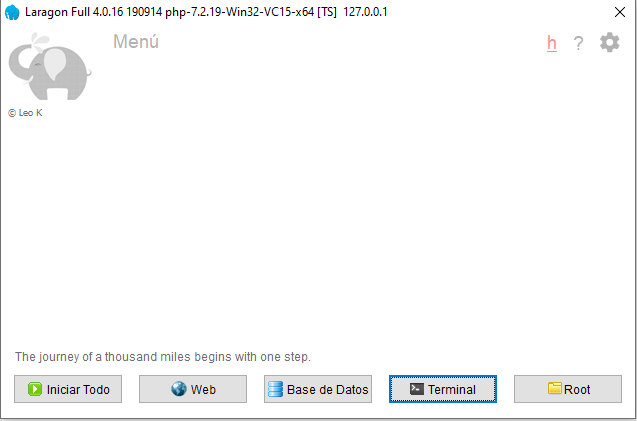 Laragon Full 4.0.16 190914 php-7.2.19-Win32-VC15-x64 [TS]  127.0.0.1
Menú
h
?
© Leo K
The journey of a thousand miles begins with one step.
Iniciar Todo
Web
Base de Datos
Terminal
Root